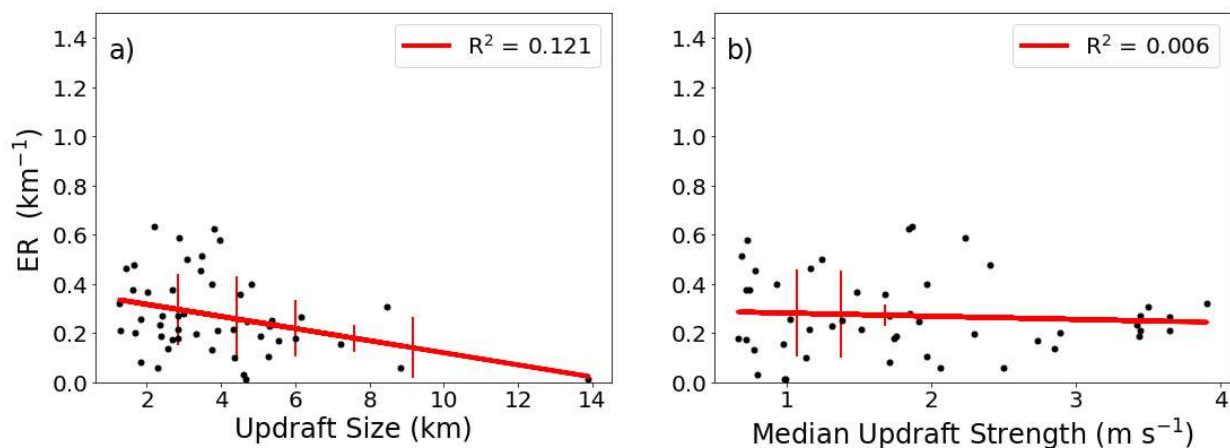 a)
R² = 0.121
1.4
1.2
1.0
0.8
0.6
0.4
0.2
0.0
ER (km⁻¹)
2 4 6 8 10 12 14
Updraft Size (km)
b)
R² = 0.006
1.4
1.2
1.0
0.8
0.6
0.4
0.2
0.0
1 2 3 4
Median Updraft Strength (m s⁻¹)